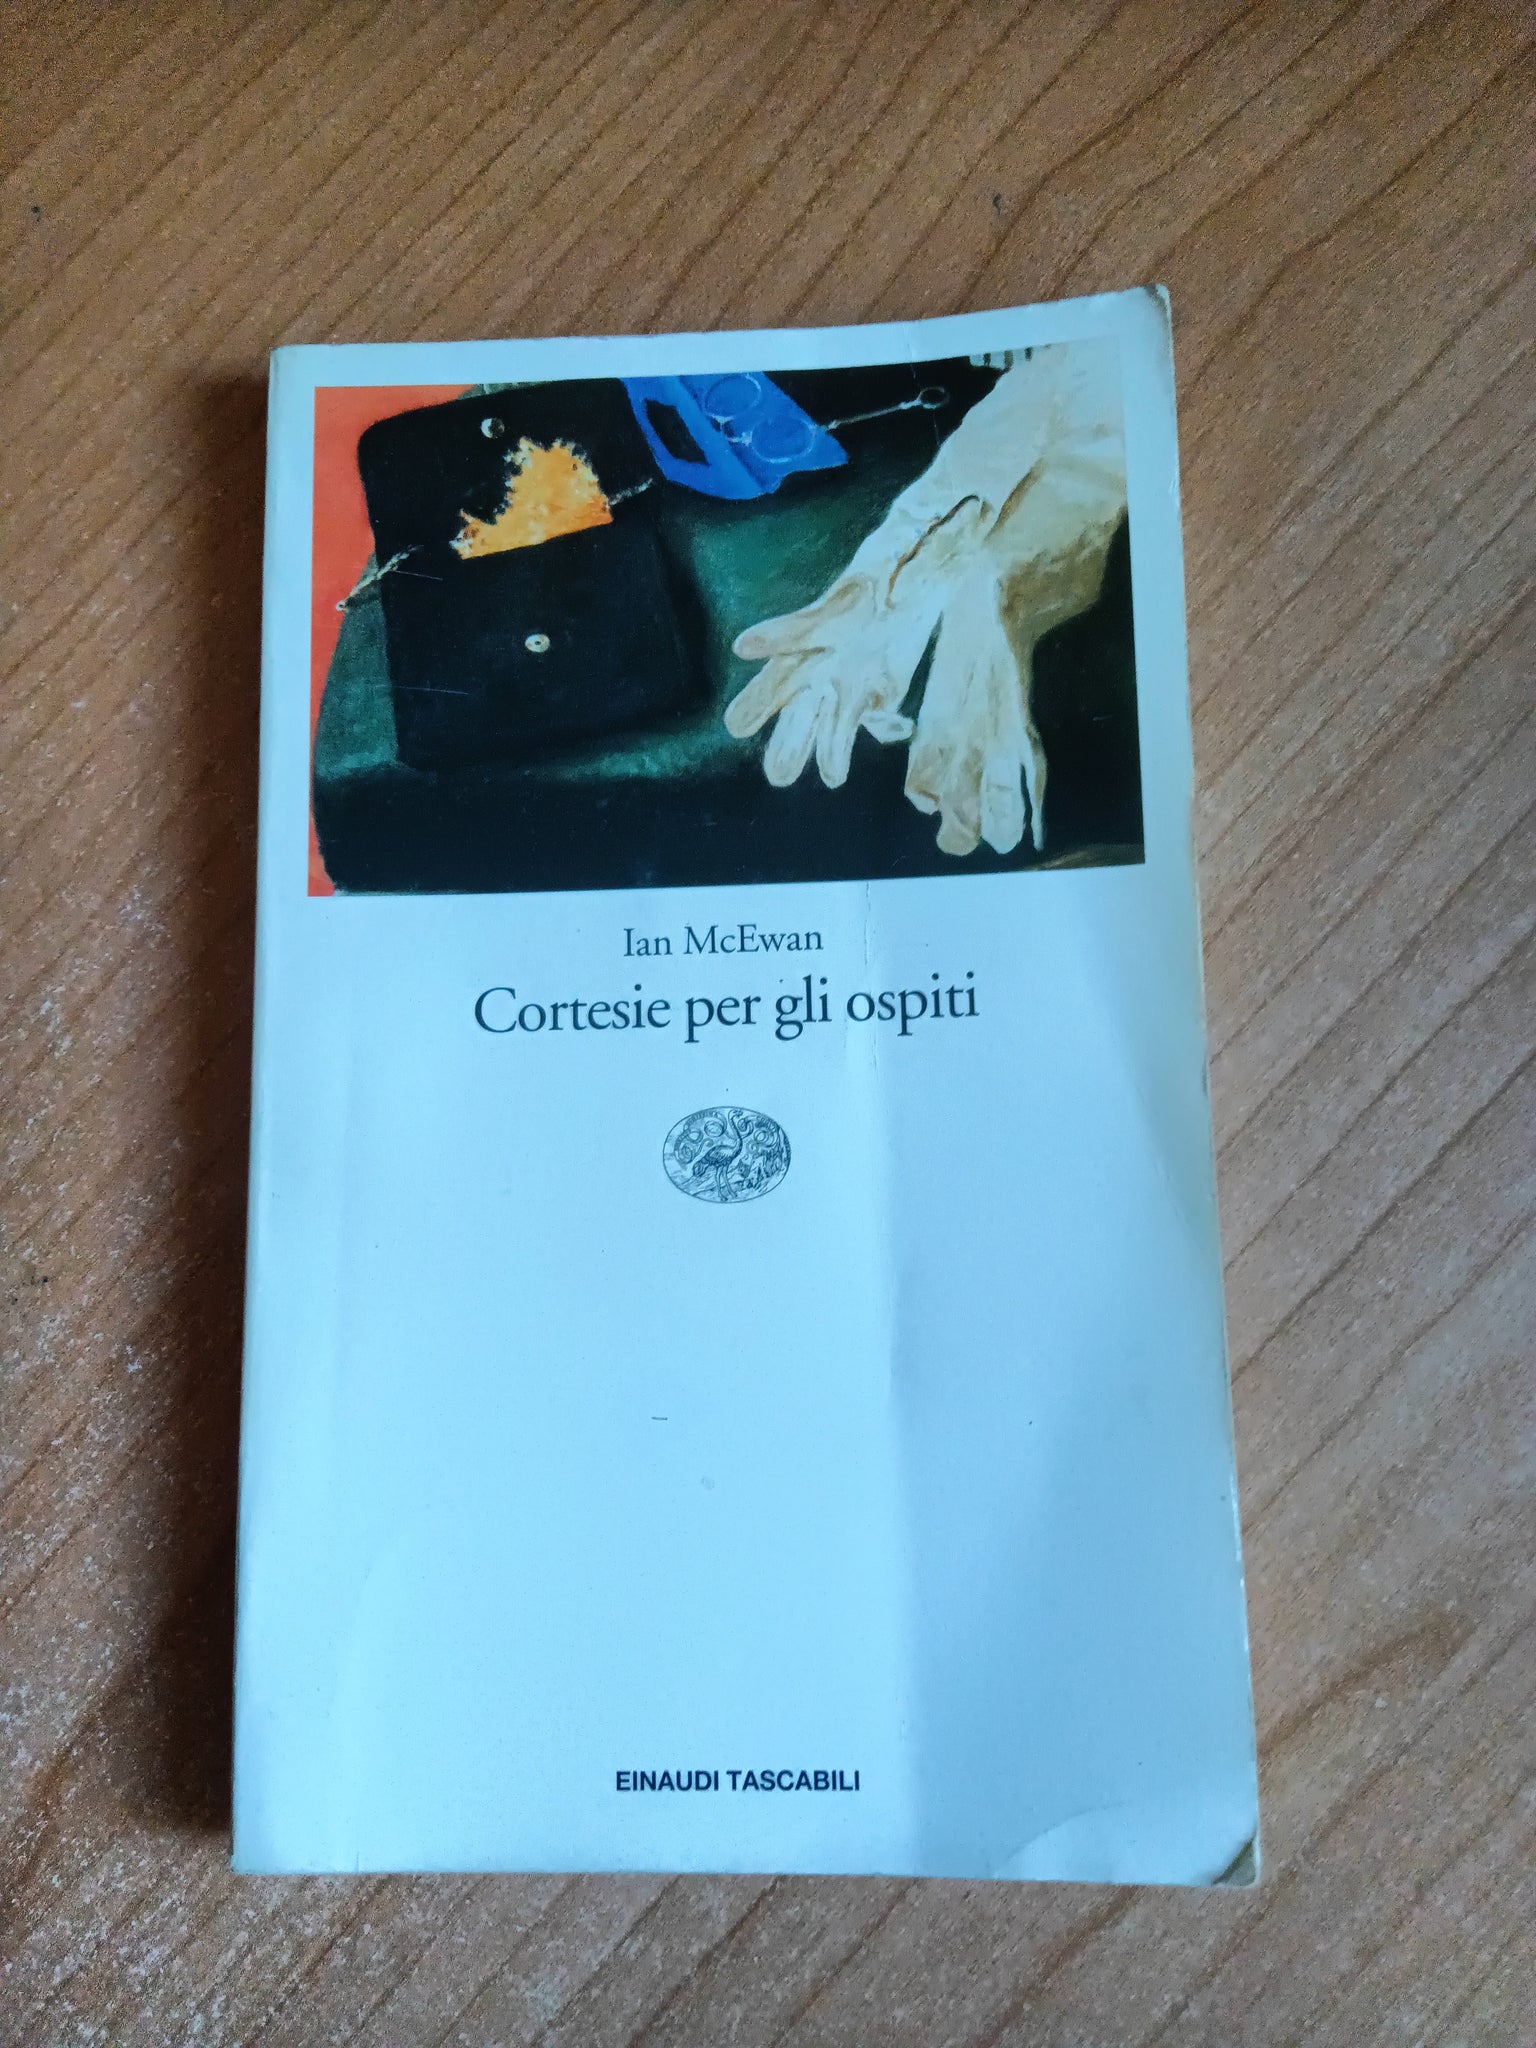 Ian McEwan
Cortesie per gli ospiti
EINAUDI TASCABILI